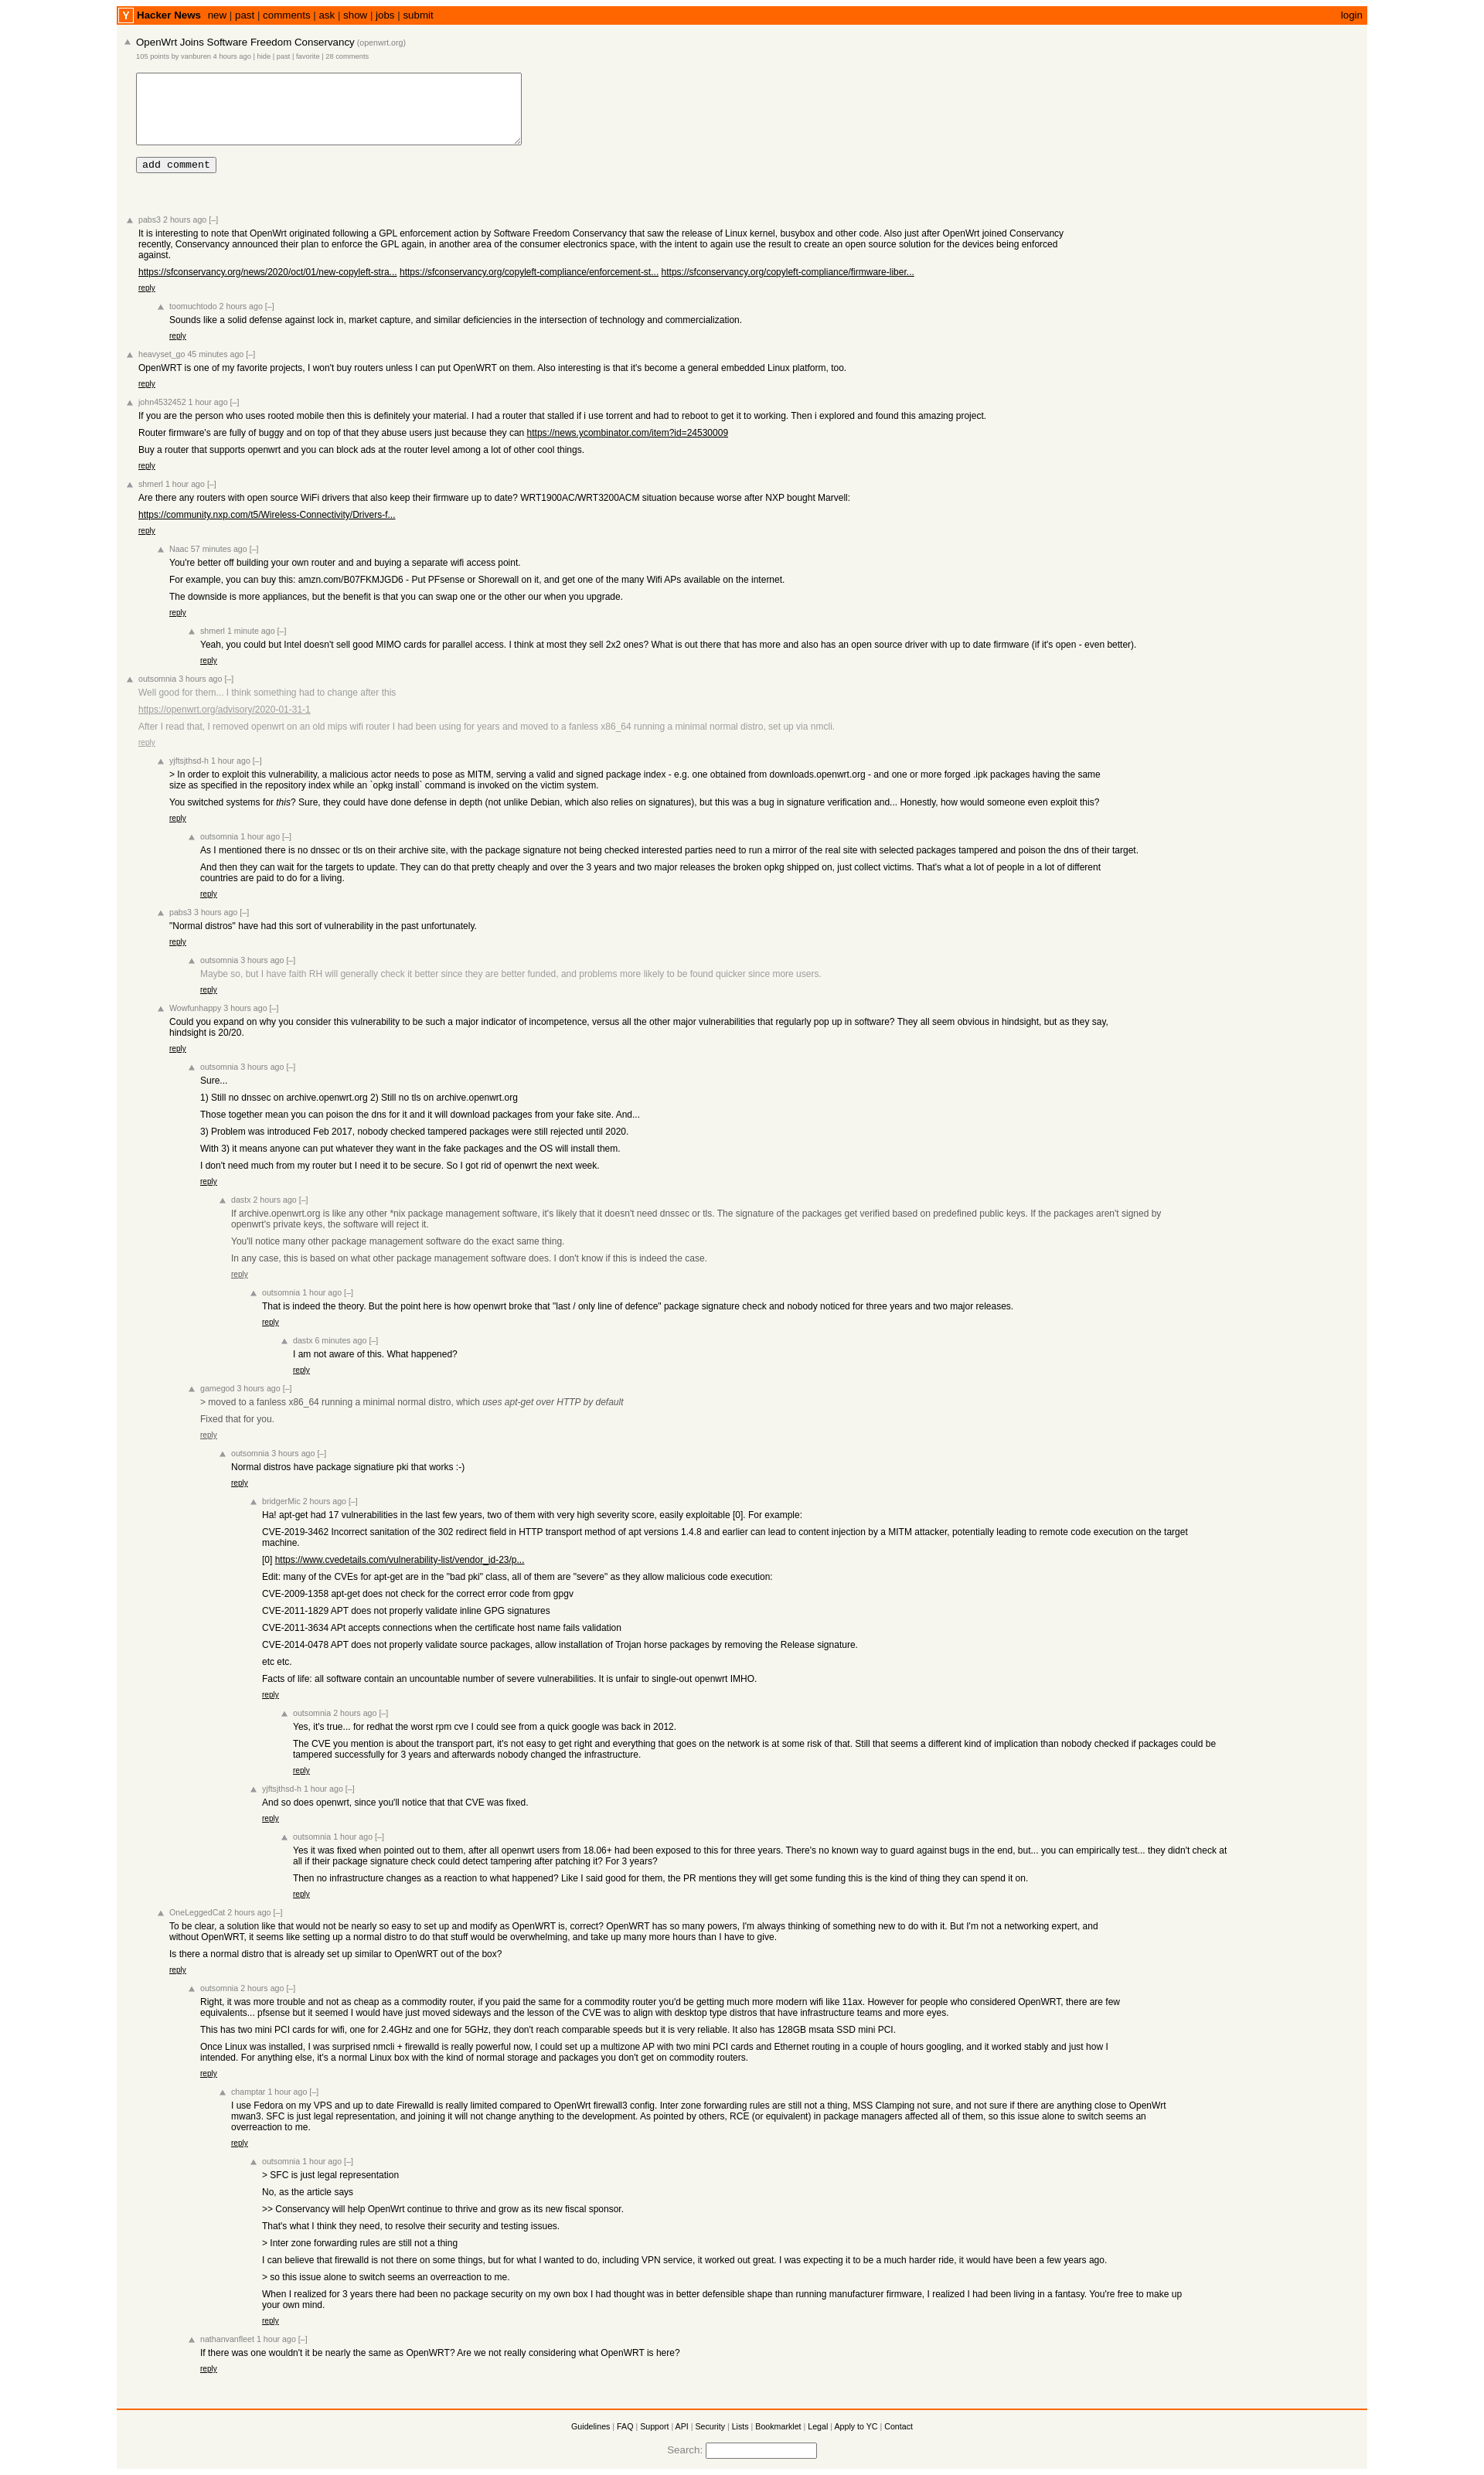 Hacker News new | past | comments | ask | show | jobs | submit login
OpenWrt Joins Software Freedom Conservancy (openwrt.org)
105 points by vanburen 4 hours ago | hide | past | favorite | 28 comments
add comment
pabs3 2 hours ago [–]
It is interesting to note that OpenWrt originated following a GPL enforcement action by Software Freedom Conservancy that saw the release of Linux kernel, busybox and other code. Also just after OpenWrt joined Conservancy
recently, Conservancy announced their plan to enforce the GPL again, in another area of the consumer electronics space, with the intent to again use the result to create an open source solution for the devices being enforced
against.
https://sfconservancy.org/news/2020/oct/01/new-copyleft-stra... https://sfconservancy.org/copyleft-compliance/enforcement-st... https://sfconservancy.org/copyleft-compliance/firmware-liber...
reply
toomuchtodo 2 hours ago [–]
Sounds like a solid defense against lock in, market capture, and similar deficiencies in the intersection of technology and commercialization.
reply
heavyset_go 45 minutes ago [–]
OpenWRT is one of my favorite projects, I won't buy routers unless I can put OpenWRT on them. Also interesting is that it's become a general embedded Linux platform, too.
reply
john4532452 1 hour ago [–]
If you are the person who uses rooted mobile then this is definitely your material. I had a router that stalled if i use torrent and had to reboot to get it to working. Then i explored and found this amazing project.
Router firmware's are fully of buggy and on top of that they abuse users just because they can https://news.ycombinator.com/item?id=24530009
Buy a router that supports openwrt and you can block ads at the router level among a lot of other cool things.
reply
shmerl 1 hour ago [–]
Are there any routers with open source WiFi drivers that also keep their firmware up to date? WRT1900AC/WRT3200ACM situation because worse after NXP bought Marvell:
https://community.nxp.com/t5/Wireless-Connectivity/Drivers-f...
reply
Naac 57 minutes ago [–]
You're better off building your own router and and buying a separate wifi access point.
For example, you can buy this: amzn.com/B07FKMJGD6 - Put PFsense or Shorewall on it, and get one of the many Wifi APs available on the internet.
The downside is more appliances, but the benefit is that you can swap one or the other our when you upgrade.
reply
shmerl 1 minute ago [–]
Yeah, you could but Intel doesn't sell good MIMO cards for parallel access. I think at most they sell 2x2 ones? What is out there that has more and also has an open source driver with up to date firmware (if it's open - even better).
reply
outsomnia 3 hours ago [–]
Well good for them... I think something had to change after this
https://openwrt.org/advisory/2020-01-31-1
After I read that, I removed openwrt on an old mips wifi router I had been using for years and moved to a fanless x86_64 running a minimal normal distro, set up via nmcli.
reply
yjftsjthsd-h 1 hour ago [–]
> In order to exploit this vulnerability, a malicious actor needs to pose as MITM, serving a valid and signed package index - e.g. one obtained from downloads.openwrt.org - and one or more forged .ipk packages having the same
size as specified in the repository index while an `opkg install` command is invoked on the victim system.
You switched systems for this? Sure, they could have done defense in depth (not unlike Debian, which also relies on signatures), but this was a bug in signature verification and... Honestly, how would someone even exploit this?
reply
outsomnia 1 hour ago [–]
As I mentioned there is no dnssec or tls on their archive site, with the package signature not being checked interested parties need to run a mirror of the real site with selected packages tampered and poison the dns of their target.
And then they can wait for the targets to update. They can do that pretty cheaply and over the 3 years and two major releases the broken opkg shipped on, just collect victims. That's what a lot of people in a lot of different
countries are paid to do for a living.
reply
pabs3 3 hours ago [–]
"Normal distros" have had this sort of vulnerability in the past unfortunately.
reply
outsomnia 3 hours ago [–]
Maybe so, but I have faith RH will generally check it better since they are better funded, and problems more likely to be found quicker since more users.
reply
Wowfunhappy 3 hours ago [–]
Could you expand on why you consider this vulnerability to be such a major indicator of incompetence, versus all the other major vulnerabilities that regularly pop up in software? They all seem obvious in hindsight, but as they say,
hindsight is 20/20.
reply
outsomnia 3 hours ago [–]
Sure...
1) Still no dnssec on archive.openwrt.org 2) Still no tls on archive.openwrt.org
Those together mean you can poison the dns for it and it will download packages from your fake site. And...
3) Problem was introduced Feb 2017, nobody checked tampered packages were still rejected until 2020.
With 3) it means anyone can put whatever they want in the fake packages and the OS will install them.
I don't need much from my router but I need it to be secure. So I got rid of openwrt the next week.
reply
dastx 2 hours ago [–]
If archive.openwrt.org is like any other *nix package management software, it's likely that it doesn't need dnssec or tls. The signature of the packages get verified based on predefined public keys. If the packages aren't signed by
openwrt's private keys, the software will reject it.
You'll notice many other package management software do the exact same thing.
In any case, this is based on what other package management software does. I don't know if this is indeed the case.
reply
outsomnia 1 hour ago [–]
That is indeed the theory. But the point here is how openwrt broke that "last / only line of defence" package signature check and nobody noticed for three years and two major releases.
reply
dastx 6 minutes ago [–]
I am not aware of this. What happened?
reply
gamegod 3 hours ago [–]
> moved to a fanless x86_64 running a minimal normal distro, which uses apt-get over HTTP by default
Fixed that for you.
reply
outsomnia 3 hours ago [–]
Normal distros have package signatiure pki that works :-)
reply
bridgerMic 2 hours ago [–]
Ha! apt-get had 17 vulnerabilities in the last few years, two of them with very high severity score, easily exploitable [0]. For example:
CVE-2019-3462 Incorrect sanitation of the 302 redirect field in HTTP transport method of apt versions 1.4.8 and earlier can lead to content injection by a MITM attacker, potentially leading to remote code execution on the target
machine.
[0] https://www.cvedetails.com/vulnerability-list/vendor_id-23/p...
Edit: many of the CVEs for apt-get are in the "bad pki" class, all of them are "severe" as they allow malicious code execution:
CVE-2009-1358 apt-get does not check for the correct error code from gpgv
CVE-2011-1829 APT does not properly validate inline GPG signatures
CVE-2011-3634 APt accepts connections when the certificate host name fails validation
CVE-2014-0478 APT does not properly validate source packages, allow installation of Trojan horse packages by removing the Release signature.
etc etc.
Facts of life: all software contain an uncountable number of severe vulnerabilities. It is unfair to single-out openwrt IMHO.
reply
outsomnia 2 hours ago [–]
Yes, it's true... for redhat the worst rpm cve I could see from a quick google was back in 2012.
The CVE you mention is about the transport part, it's not easy to get right and everything that goes on the network is at some risk of that. Still that seems a different kind of implication than nobody checked if packages could be
tampered successfully for 3 years and afterwards nobody changed the infrastructure.
reply
yjftsjthsd-h 1 hour ago [–]
And so does openwrt, since you'll notice that that CVE was fixed.
reply
outsomnia 1 hour ago [–]
Yes it was fixed when pointed out to them, after all openwrt users from 18.06+ had been exposed to this for three years. There's no known way to guard against bugs in the end, but... you can empirically test... they didn't check at
all if their package signature check could detect tampering after patching it? For 3 years?
Then no infrastructure changes as a reaction to what happened? Like I said good for them, the PR mentions they will get some funding this is the kind of thing they can spend it on.
reply
OneLeggedCat 2 hours ago [–]
To be clear, a solution like that would not be nearly so easy to set up and modify as OpenWRT is, correct? OpenWRT has so many powers, I'm always thinking of something new to do with it. But I'm not a networking expert, and
without OpenWRT, it seems like setting up a normal distro to do that stuff would be overwhelming, and take up many more hours than I have to give.
Is there a normal distro that is already set up similar to OpenWRT out of the box?
reply
outsomnia 2 hours ago [–]
Right, it was more trouble and not as cheap as a commodity router, if you paid the same for a commodity router you'd be getting much more modern wifi like 11ax. However for people who considered OpenWRT, there are few
equivalents... pfsense but it seemed I would have just moved sideways and the lesson of the CVE was to align with desktop type distros that have infrastructure teams and more eyes.
This has two mini PCI cards for wifi, one for 2.4GHz and one for 5GHz, they don't reach comparable speeds but it is very reliable. It also has 128GB msata SSD mini PCI.
Once Linux was installed, I was surprised nmcli + firewalld is really powerful now, I could set up a multizone AP with two mini PCI cards and Ethernet routing in a couple of hours googling, and it worked stably and just how I
intended. For anything else, it's a normal Linux box with the kind of normal storage and packages you don't get on commodity routers.
reply
champtar 1 hour ago [–]
I use Fedora on my VPS and up to date Firewalld is really limited compared to OpenWrt firewall3 config. Inter zone forwarding rules are still not a thing, MSS Clamping not sure, and not sure if there are anything close to OpenWrt
mwan3. SFC is just legal representation, and joining it will not change anything to the development. As pointed by others, RCE (or equivalent) in package managers affected all of them, so this issue alone to switch seems an
overreaction to me.
reply
outsomnia 1 hour ago [–]
> SFC is just legal representation
No, as the article says
>> Conservancy will help OpenWrt continue to thrive and grow as its new fiscal sponsor.
That's what I think they need, to resolve their security and testing issues.
> Inter zone forwarding rules are still not a thing
I can believe that firewalld is not there on some things, but for what I wanted to do, including VPN service, it worked out great. I was expecting it to be a much harder ride, it would have been a few years ago.
> so this issue alone to switch seems an overreaction to me.
When I realized for 3 years there had been no package security on my own box I had thought was in better defensible shape than running manufacturer firmware, I realized I had been living in a fantasy. You're free to make up
your own mind.
reply
nathanvanfleet 1 hour ago [–]
If there was one wouldn't it be nearly the same as OpenWRT? Are we not really considering what OpenWRT is here?
reply
Guidelines | FAQ | Support | API | Security | Lists | Bookmarklet | Legal | Apply to YC | Contact
Search: